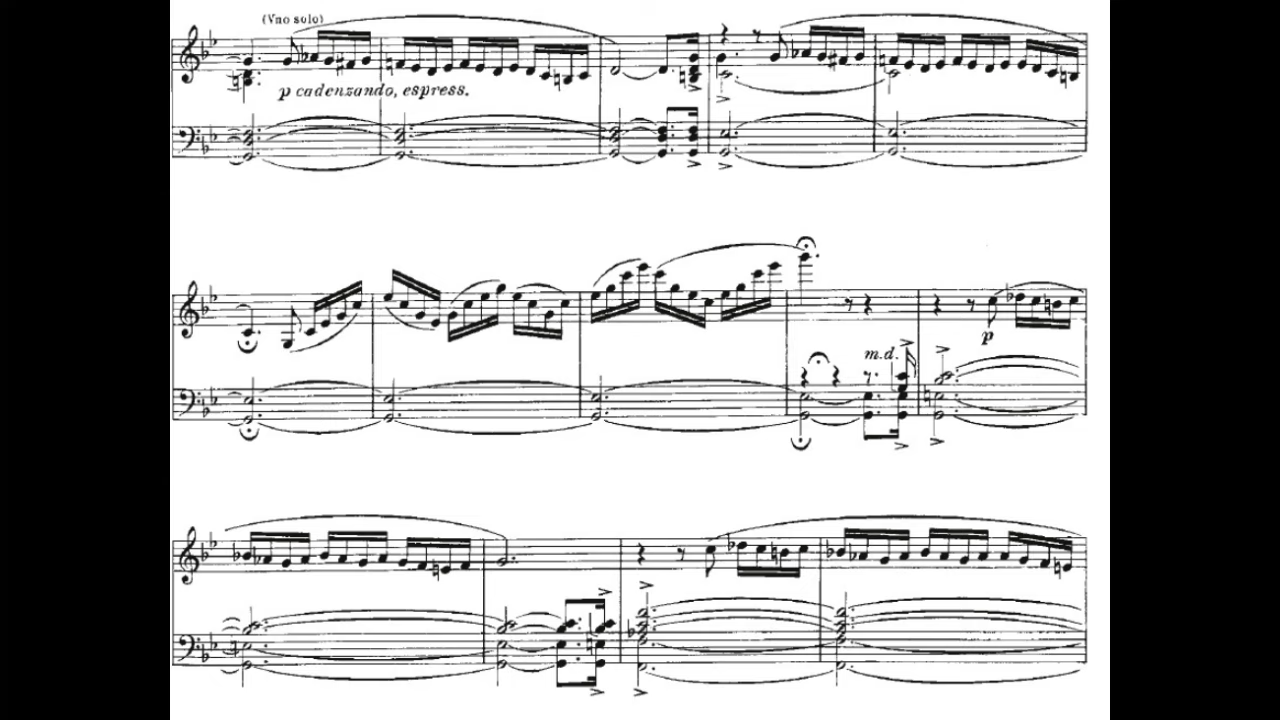 (Vno solo)
p cadenzando, espress.
m.d.
p